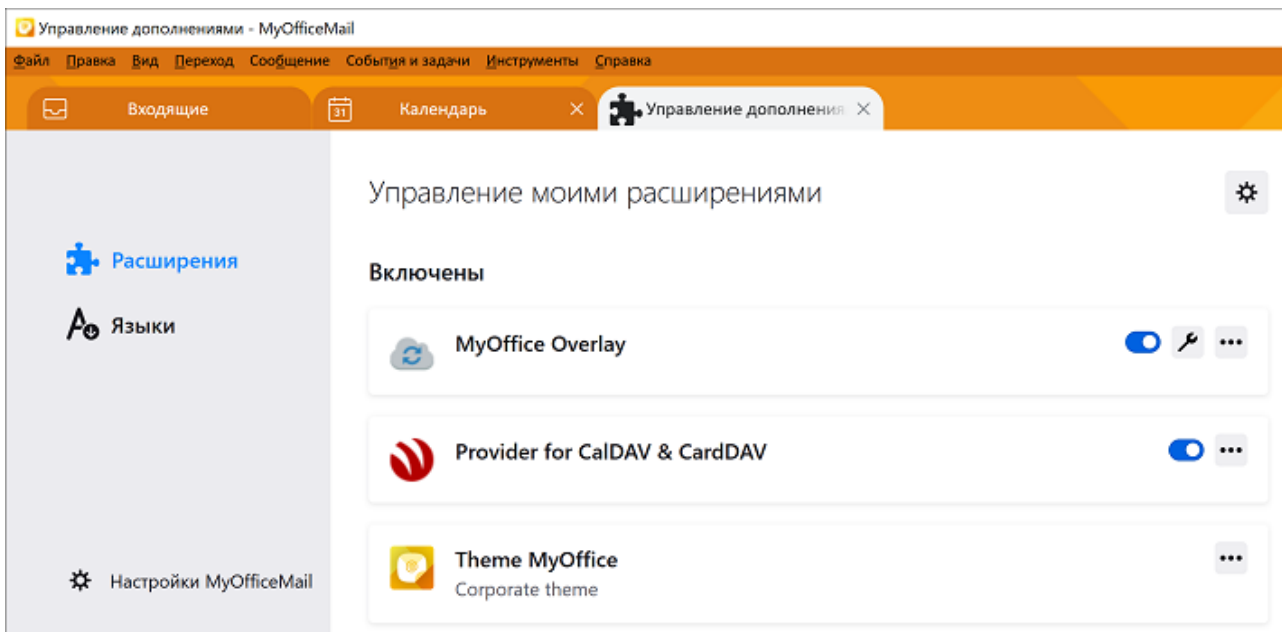 Управление дополнениями - MyOfficeMail
Файл Правка Вид Переход Сообщение События и задачи Инструменты Справка
Входящие 31 Календарь Управление дополнения
Управление моими расширениями
Расширения
Включены
Языки
MyOffice Overlay
Provider for CalDAV & CardDAV
Theme MyOffice
Настройки MyOfficeMail
Corporate theme